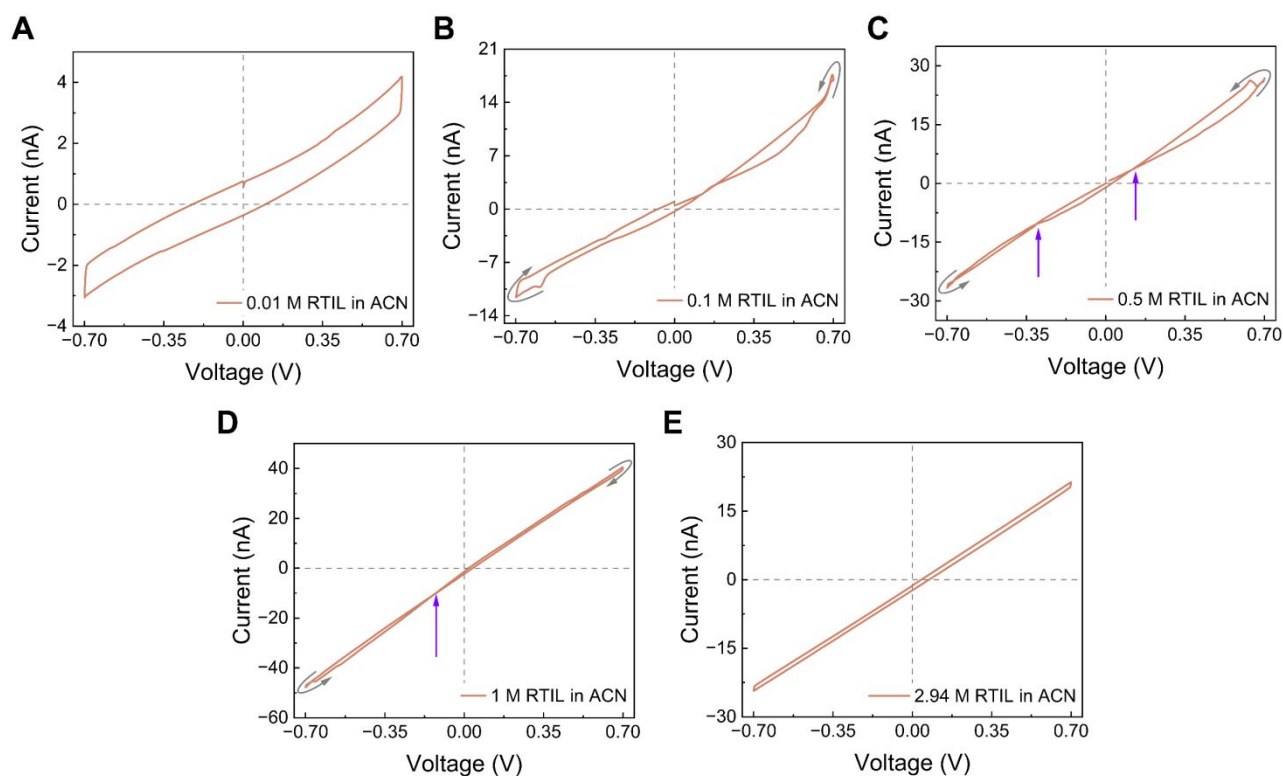 A
Current (nA)
4
2
0
−2
−4
−0.70
−0.35
0.00
0.35
0.70
Voltage (V)
0.01 M RTIL in ACN
B
Current (nA)
21
14
7
0
−7
−14
−0.70
−0.35
0.00
0.35
0.70
Voltage (V)
0.1 M RTIL in ACN
C
Current (nA)
30
15
0
−15
−30
−0.70
−0.35
0.00
0.35
0.70
Voltage (V)
0.5 M RTIL in ACN
D
Current (nA)
40
20
0
−20
−40
−60
−0.70
−0.35
0.00
0.35
0.70
Voltage (V)
1 M RTIL in ACN
E
Current (nA)
30
15
0
−15
−30
−0.70
−0.35
0.00
0.35
0.70
Voltage (V)
2.94 M RTIL in ACN